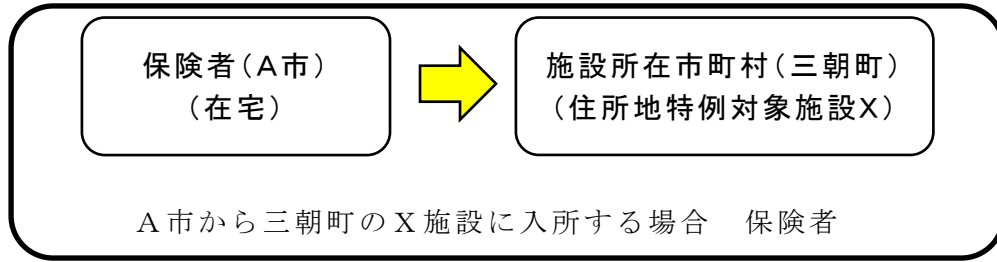 保険者(A市)
(在宅)
施設所在市町村(三朝町)
(住所地特例対象施設X)
A市から三朝町のX施設に入所する場合　保険者